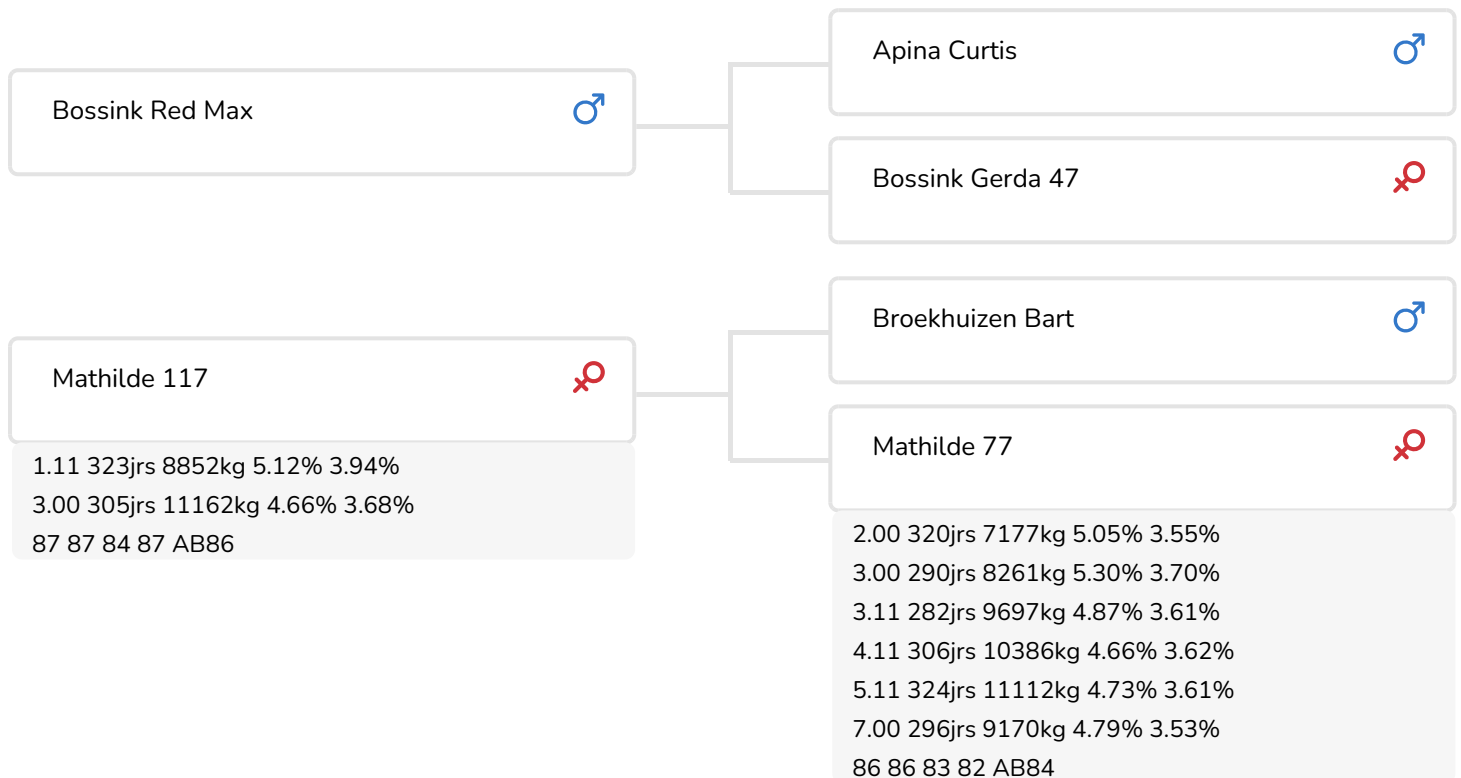 Apina Curtis
Bossink Red Max
Bossink Gerda 47
Broekhuizen Bart
Mathilde 117
1.11 323jrs 8852kg 5.12% 3.94%
3.00 305jrs 11162kg 4.66% 3.68%
87 87 84 87 AB86
Mathilde 77
2.00 320jrs 7177kg 5.05% 3.55%
3.00 290jrs 8261kg 5.30% 3.70%
3.11 282jrs 9697kg 4.87% 3.61%
4.11 306jrs 10386kg 4.66% 3.62%
5.11 324jrs 11112kg 4.73% 3.61%
7.00 296jrs 9170kg 4.79% 3.53%
86 86 83 82 AB84